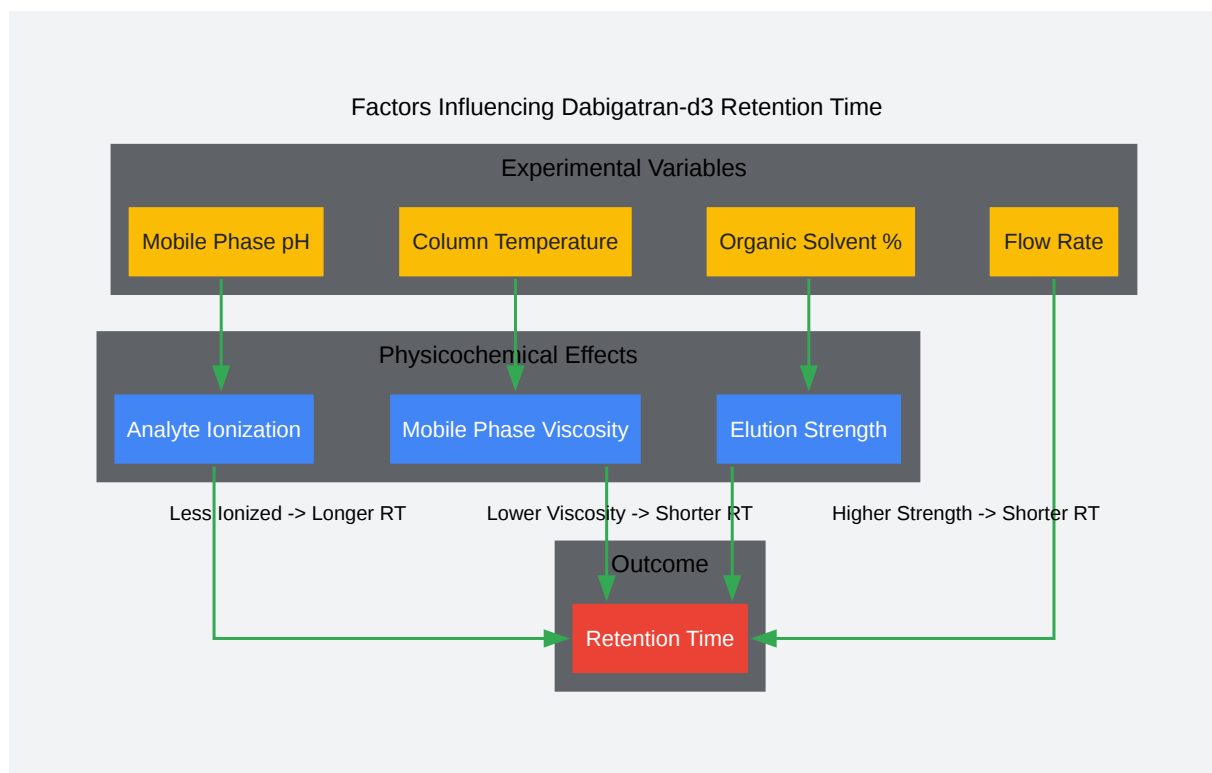 Factors Influencing Dabigatran-d3 Retention Time
Experimental Variables
Mobile Phase pH
Column Temperature
Organic Solvent %
Flow Rate
Physicochemical Effects
Analyte Ionization
Mobile Phase Viscosity
Elution Strength
Less Ionized -> Longer RT
Lower Viscosity -> Shorter RT
Higher Strength -> Shorter RT
Outcome
Retention Time